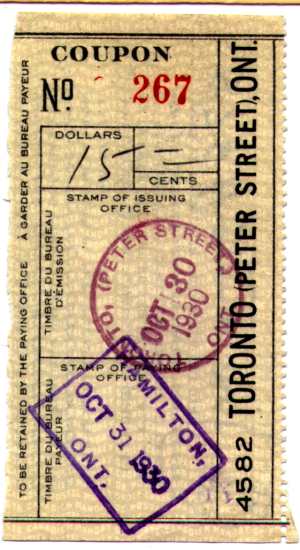 COUPON
No 267
DOLLARS
15 =
CENTS
STAMP OF ISSUING
OFFICE
TIMBRE DU BUREAU
D'ÉMISSION
TORONTO (PETER STREET)
OCT 30
1930
ONT.
STAMP OF PAYING
OFFICE
TIMBRE DU BUREAU
PAYEUR
HAMILTON,
OCT 31 1930
ONT.
TO BE RETAINED BY THE PAYING OFFICE A GARDER AU BUREAU PAYEUR
4582 TORONTO (PETER STREET), ONT.